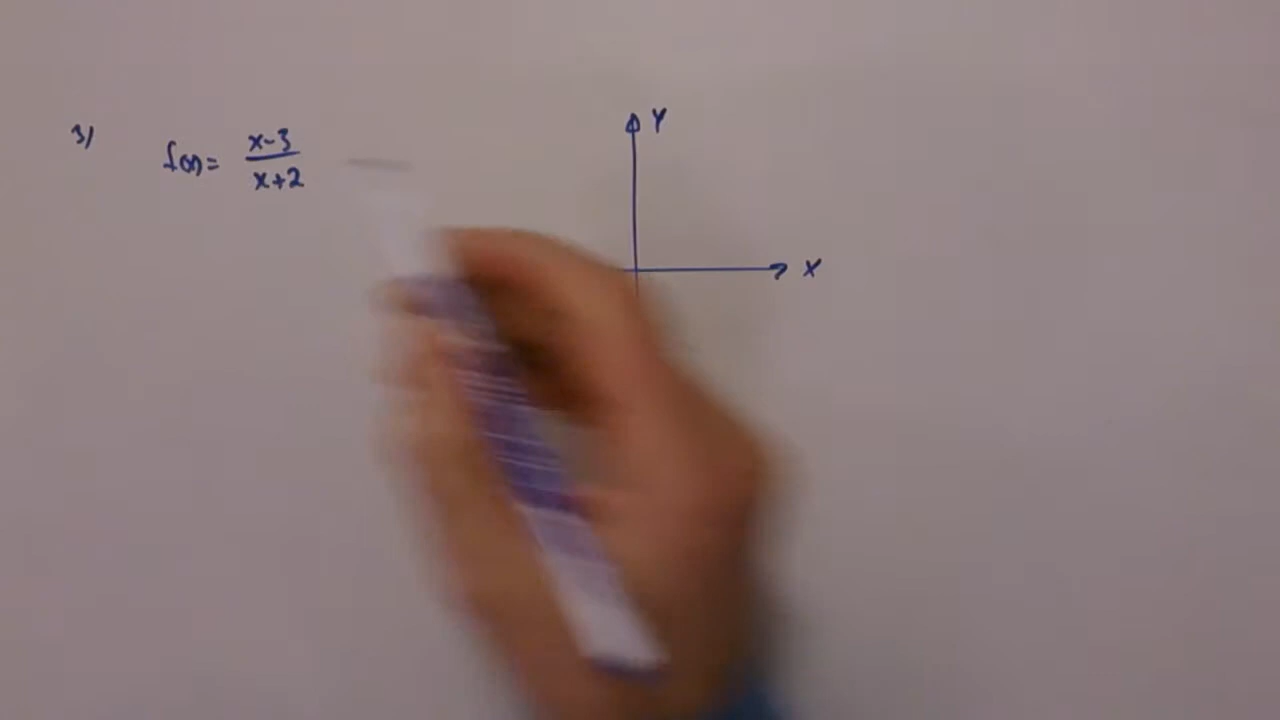 3) f(x) = x-3 / x+2
Y
X